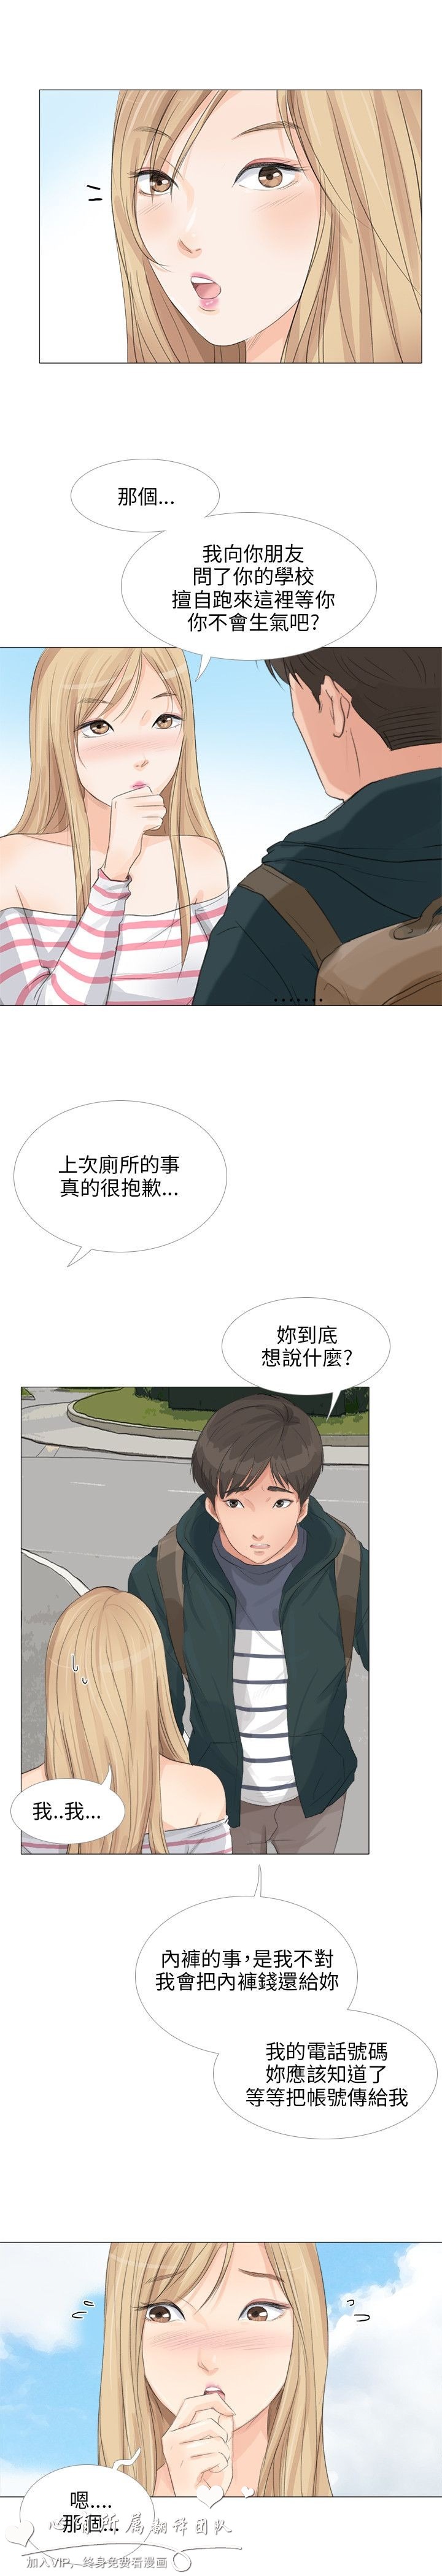 那個...
我向你朋友
問了你的學校
擅自跑來這裡等你
你不會生氣吧?
.......
上次廁所的事
真的很抱歉...
妳到底
想說什麼?
我..我...
內褲的事,是我不對
我會把內褲錢還給妳
我的電話號碼
妳應該知道了
等等把帳號傳給我
嗯....
那個...
所属翻译团队
加入VIP，终身免费看漫画